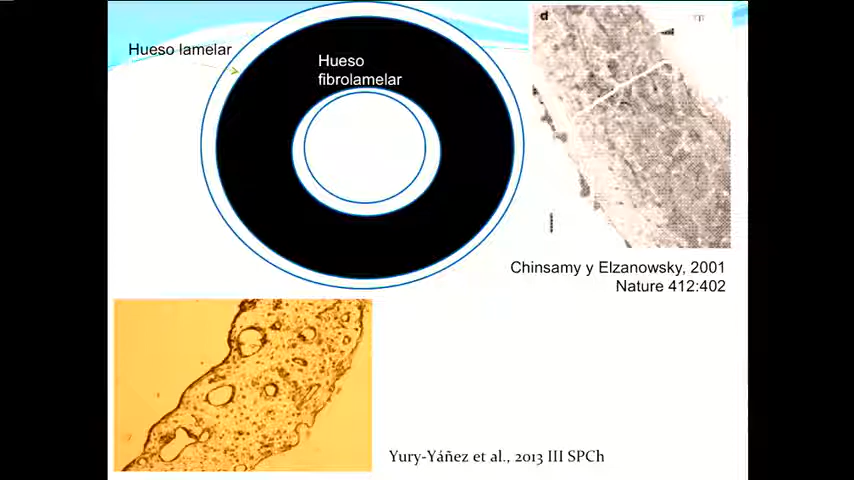 d
Hueso lamelar
Hueso
fibrolamelar
Chinsamy y Elzanowsky, 2001
Nature 412:402
Yury-Yáñez et al., 2013 III SPCh